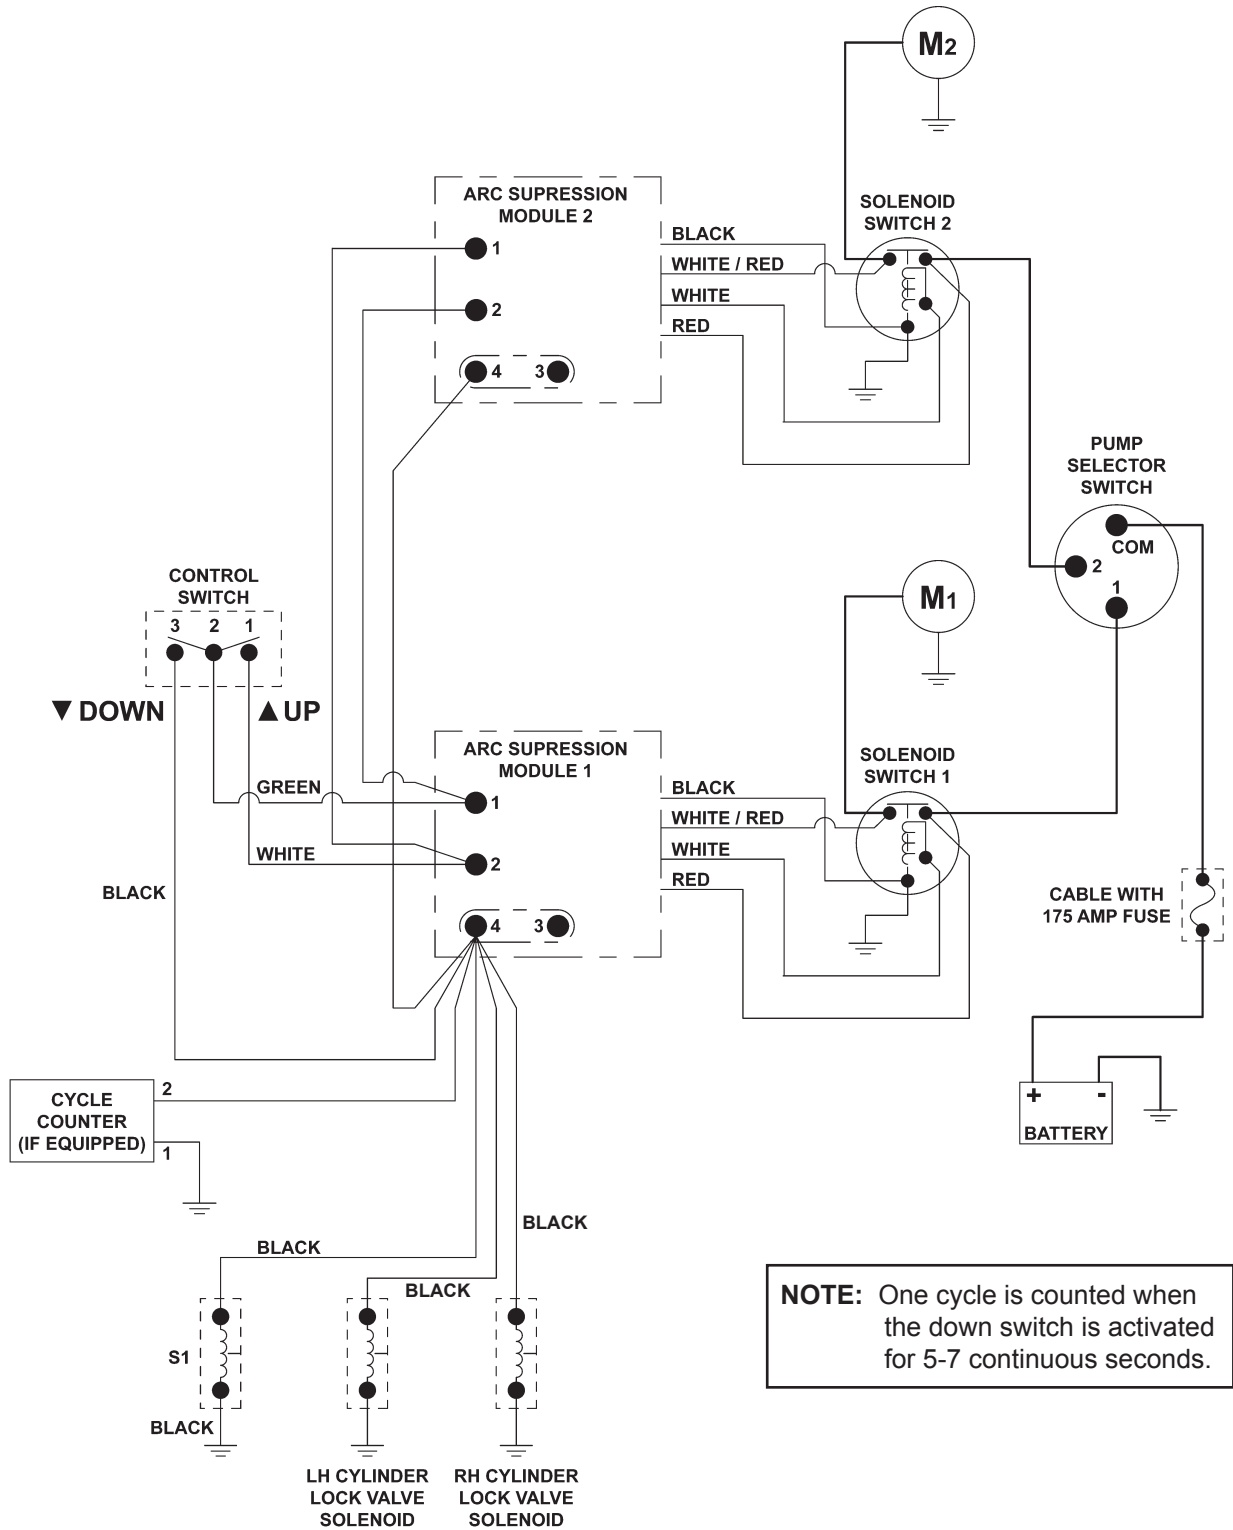 M2
ARC SUPRESSION
MODULE 2
SOLENOID
SWITCH 2
1
2
4
3
BLACK
WHITE / RED
WHITE
RED
PUMP
SELECTOR
SWITCH
COM
2
1
CONTROL
SWITCH
3 2 1
▼ DOWN
▲ UP
M1
ARC SUPRESSION
MODULE 1
SOLENOID
SWITCH 1
GREEN
1
WHITE
2
BLACK
4
3
BLACK
WHITE / RED
WHITE
RED
CABLE WITH
175 AMP FUSE
+ -
BATTERY
CYCLE
COUNTER
(IF EQUIPPED)
2
1
BLACK
BLACK
BLACK
S1
BLACK
LH CYLINDER
LOCK VALVE
SOLENOID
RH CYLINDER
LOCK VALVE
SOLENOID
NOTE: One cycle is counted when
the down switch is activated
for 5-7 continuous seconds.